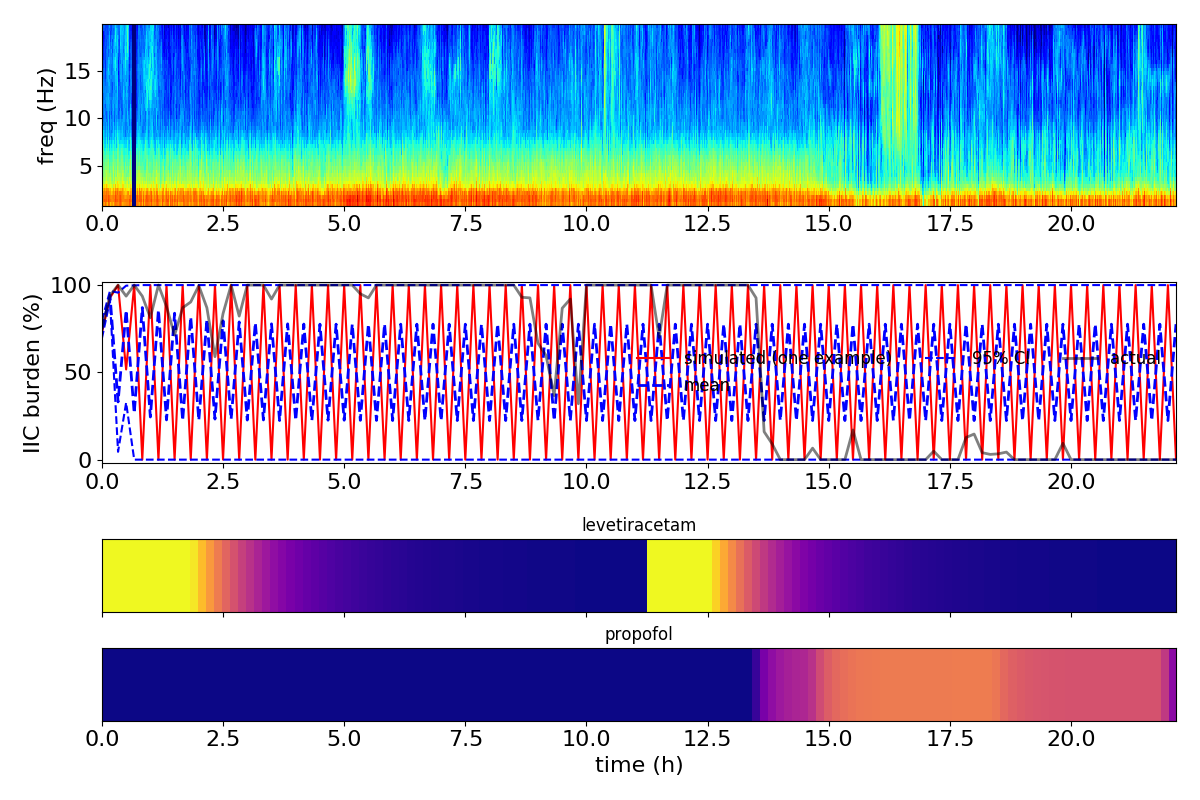 freq (Hz)
15
10
5
0.0 2.5 5.0 7.5 10.0 12.5 15.0 17.5 20.0
IIC burden (%)
100
50
0
simulated (one example) 95% CI actual
mean
0.0 2.5 5.0 7.5 10.0 12.5 15.0 17.5 20.0
levetiracetam
propofol
0.0 2.5 5.0 7.5 10.0 12.5 15.0 17.5 20.0
time (h)